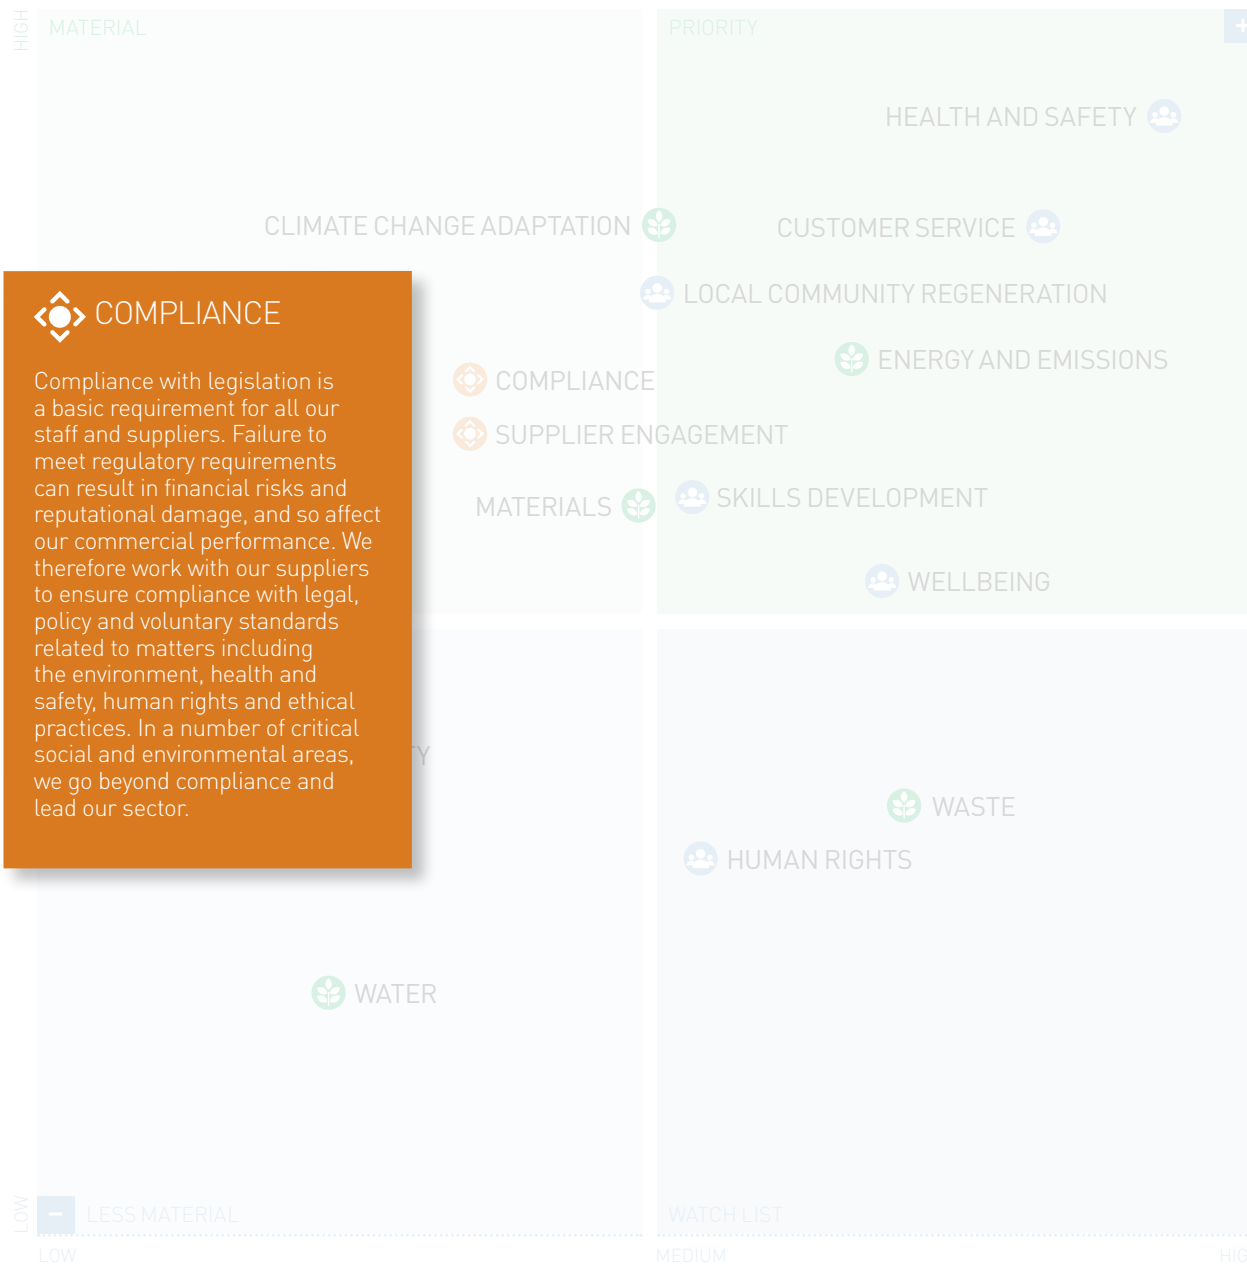 HIGH
MATERIAL
PRIORITY
+
HEALTH AND SAFETY
CLIMATE CHANGE ADAPTATION
CUSTOMER SERVICE
LOCAL COMMUNITY REGENERATION
ENERGY AND EMISSIONS
COMPLIANCE
SUPPLIER ENGAGEMENT
MATERIALS
SKILLS DEVELOPMENT
WELLBEING
COMPLIANCE
Compliance with legislation is
a basic requirement for all our
staff and suppliers. Failure to
meet regulatory requirements
can result in financial risks and
reputational damage, and so affect
our commercial performance. We
therefore work with our suppliers
to ensure compliance with legal,
policy and voluntary standards
related to matters including
the environment, health and
safety, human rights and ethical
practices. In a number of critical
social and environmental areas,
we go beyond compliance and
lead our sector.
WASTE
HUMAN RIGHTS
WATER
LOW
–
LESS MATERIAL
WATCH LIST
LOW
MEDIUM